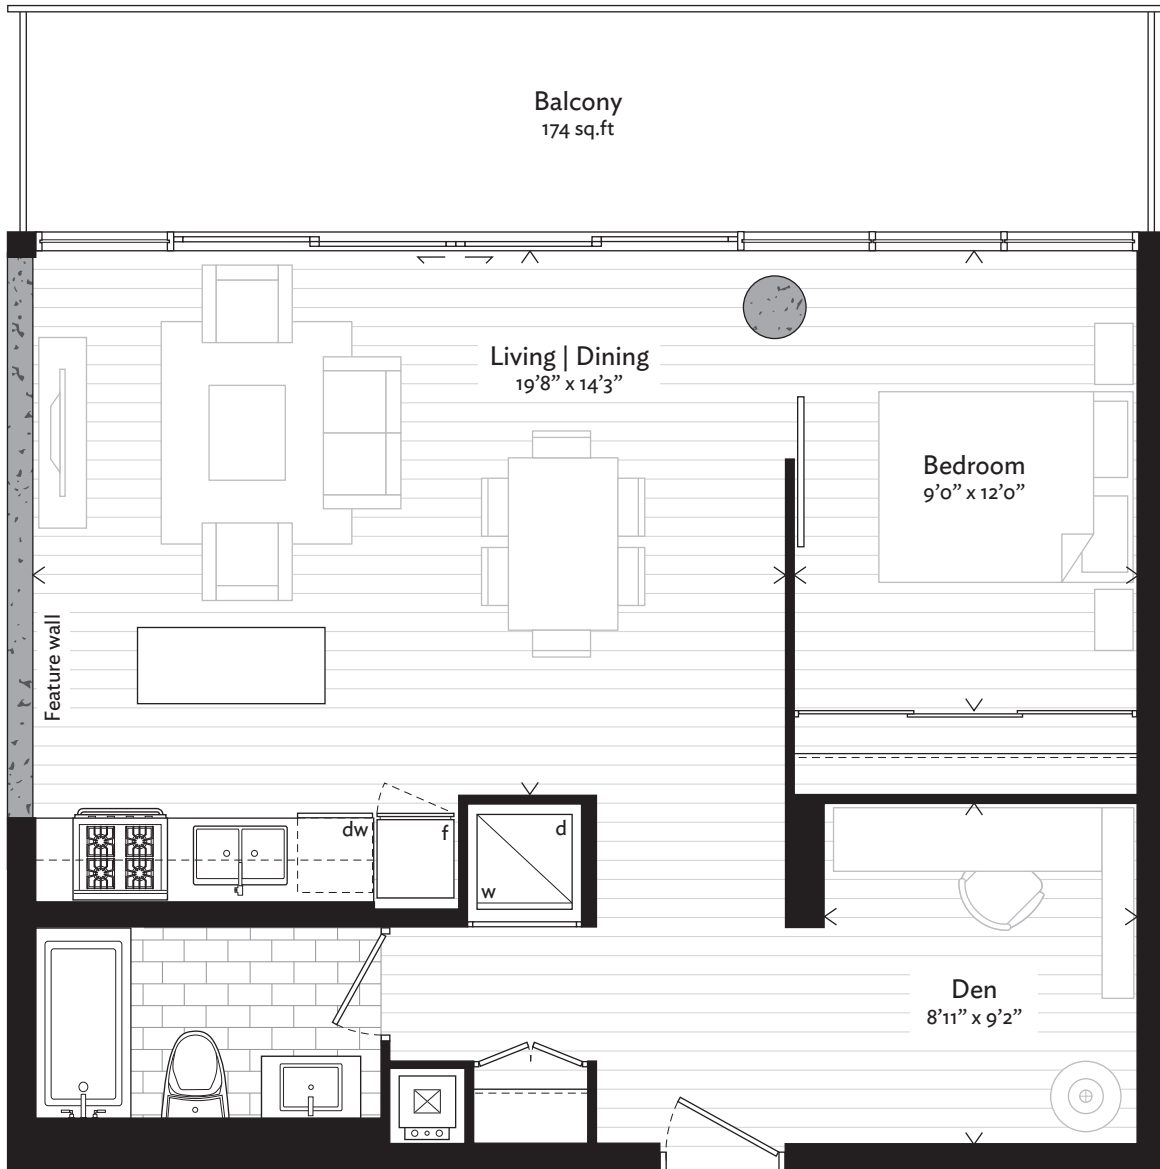 Balcony
174 sq.ft
Living | Dining
19’8” x 14’3”
Bedroom
9’0” x 12’0”
Feature wall
dw
f
d
w
Den
8’11” x 9’2”